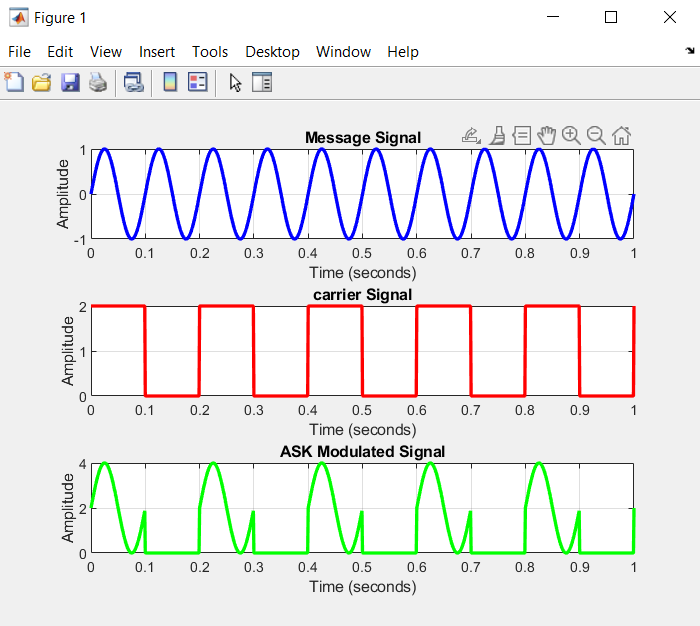 Figure 1
File Edit View Insert Tools Desktop Window Help
Message Signal
1
0
-1
Amplitude
0 0.1 0.2 0.3 0.4 0.5 0.6 0.7 0.8 0.9 1
Time (seconds)
carrier Signal
2
1
0
Amplitude
0 0.1 0.2 0.3 0.4 0.5 0.6 0.7 0.8 0.9 1
Time (seconds)
ASK Modulated Signal
4
2
0
Amplitude
0 0.1 0.2 0.3 0.4 0.5 0.6 0.7 0.8 0.9 1
Time (seconds)